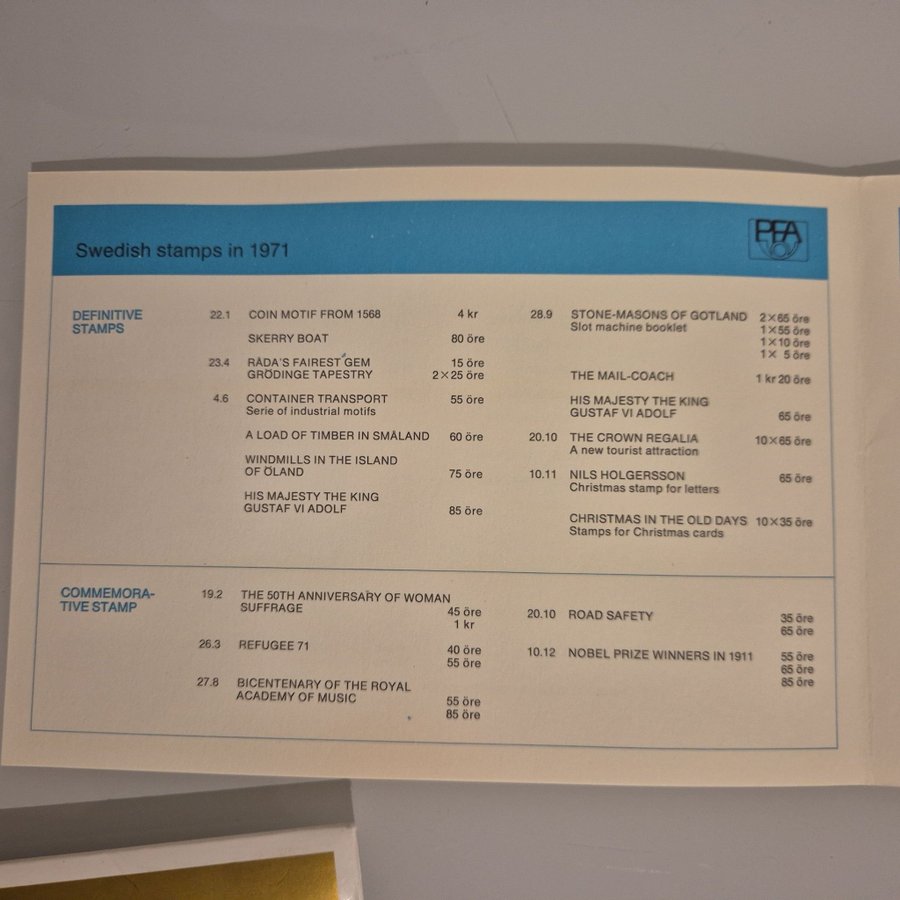 Swedish stamps in 1971
PFA
DEFINITIVE
STAMPS
22.1 COIN MOTIF FROM 1568 4 kr
SKERRY BOAT 80 öre
23.4 RÅDA'S FAIREST GEM 15 öre
GRÖDINGE TAPESTRY 2×25 öre
4.6 CONTAINER TRANSPORT 55 öre
Serie of industrial motifs
A LOAD OF TIMBER IN SMÅLAND 60 öre
WINDMILLS IN THE ISLAND
OF ÖLAND 75 öre
HIS MAJESTY THE KING
GUSTAF VI ADOLF 85 öre
28.9 STONE-MASONS OF GOTLAND 2×65 öre
Slot machine booklet 1×55 öre
1×10 öre
1× 5 öre
THE MAIL-COACH 1 kr 20 öre
HIS MAJESTY THE KING
GUSTAF VI ADOLF 65 öre
20.10 THE CROWN REGALIA 10×65 öre
A new tourist attraction
10.11 NILS HOLGERSSON 65 öre
Christmas stamp for letters
CHRISTMAS IN THE OLD DAYS 10×35 öre
Stamps for Christmas cards
COMMEMORA-
TIVE STAMP
19.2 THE 50TH ANNIVERSARY OF WOMAN
SUFFRAGE 45 öre
1 kr
26.3 REFUGEE 71 40 öre
55 öre
27.8 BICENTENARY OF THE ROYAL
ACADEMY OF MUSIC 55 öre
85 öre
20.10 ROAD SAFETY 35 öre
65 öre
10.12 NOBEL PRIZE WINNERS IN 1911 55 öre
65 öre
85 öre